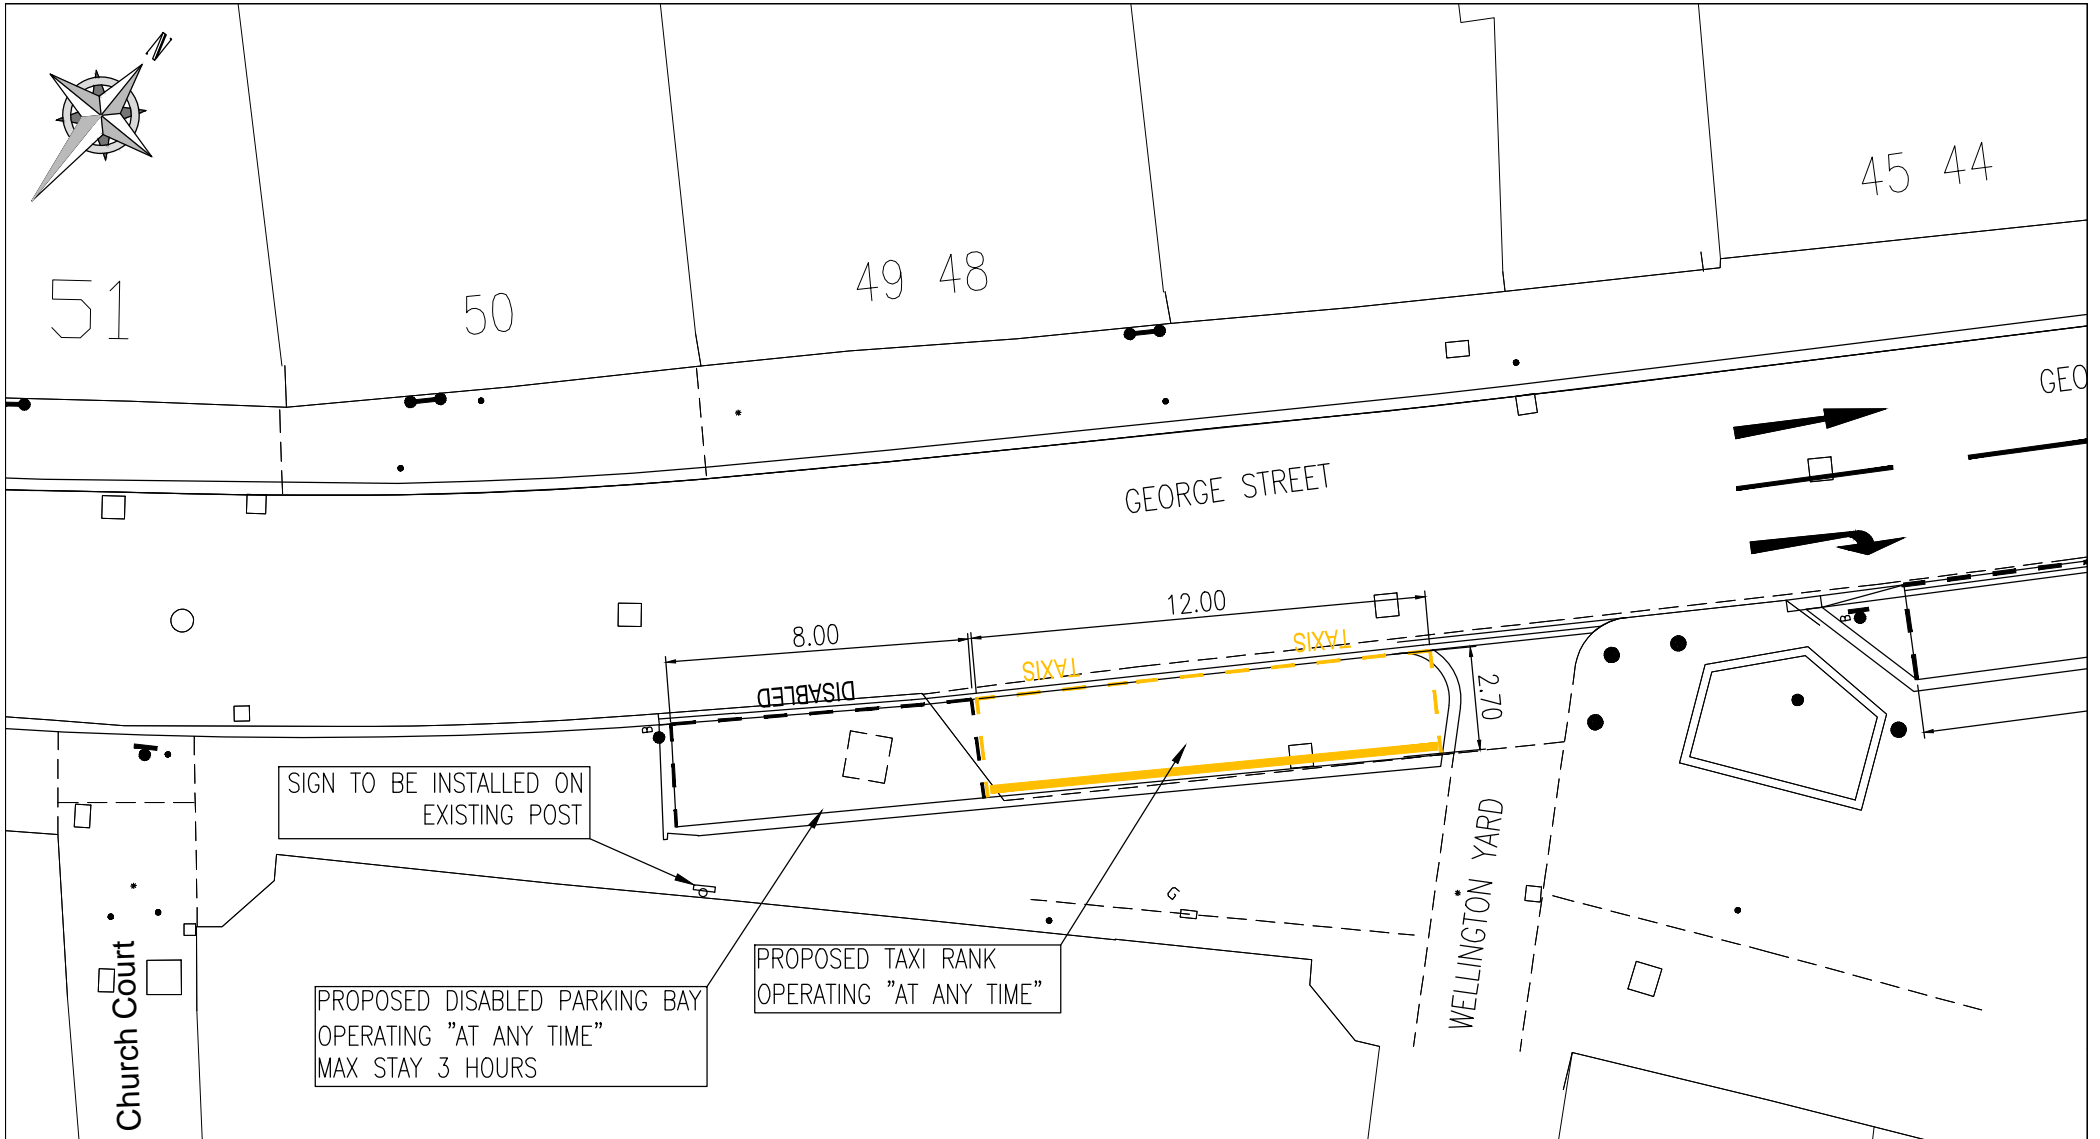 N
51
50
49 48
45 44
GEO
GEORGE STREET
12.00
8.00
TAXIS
TAXIS
DISABLED
2.70
B
B
SIGN TO BE INSTALLED ON
EXISTING POST
G
WELLINGTON YARD
Church Court
PROPOSED TAXI RANK
OPERATING "AT ANY TIME"
PROPOSED DISABLED PARKING BAY
OPERATING "AT ANY TIME"
MAX STAY 3 HOURS